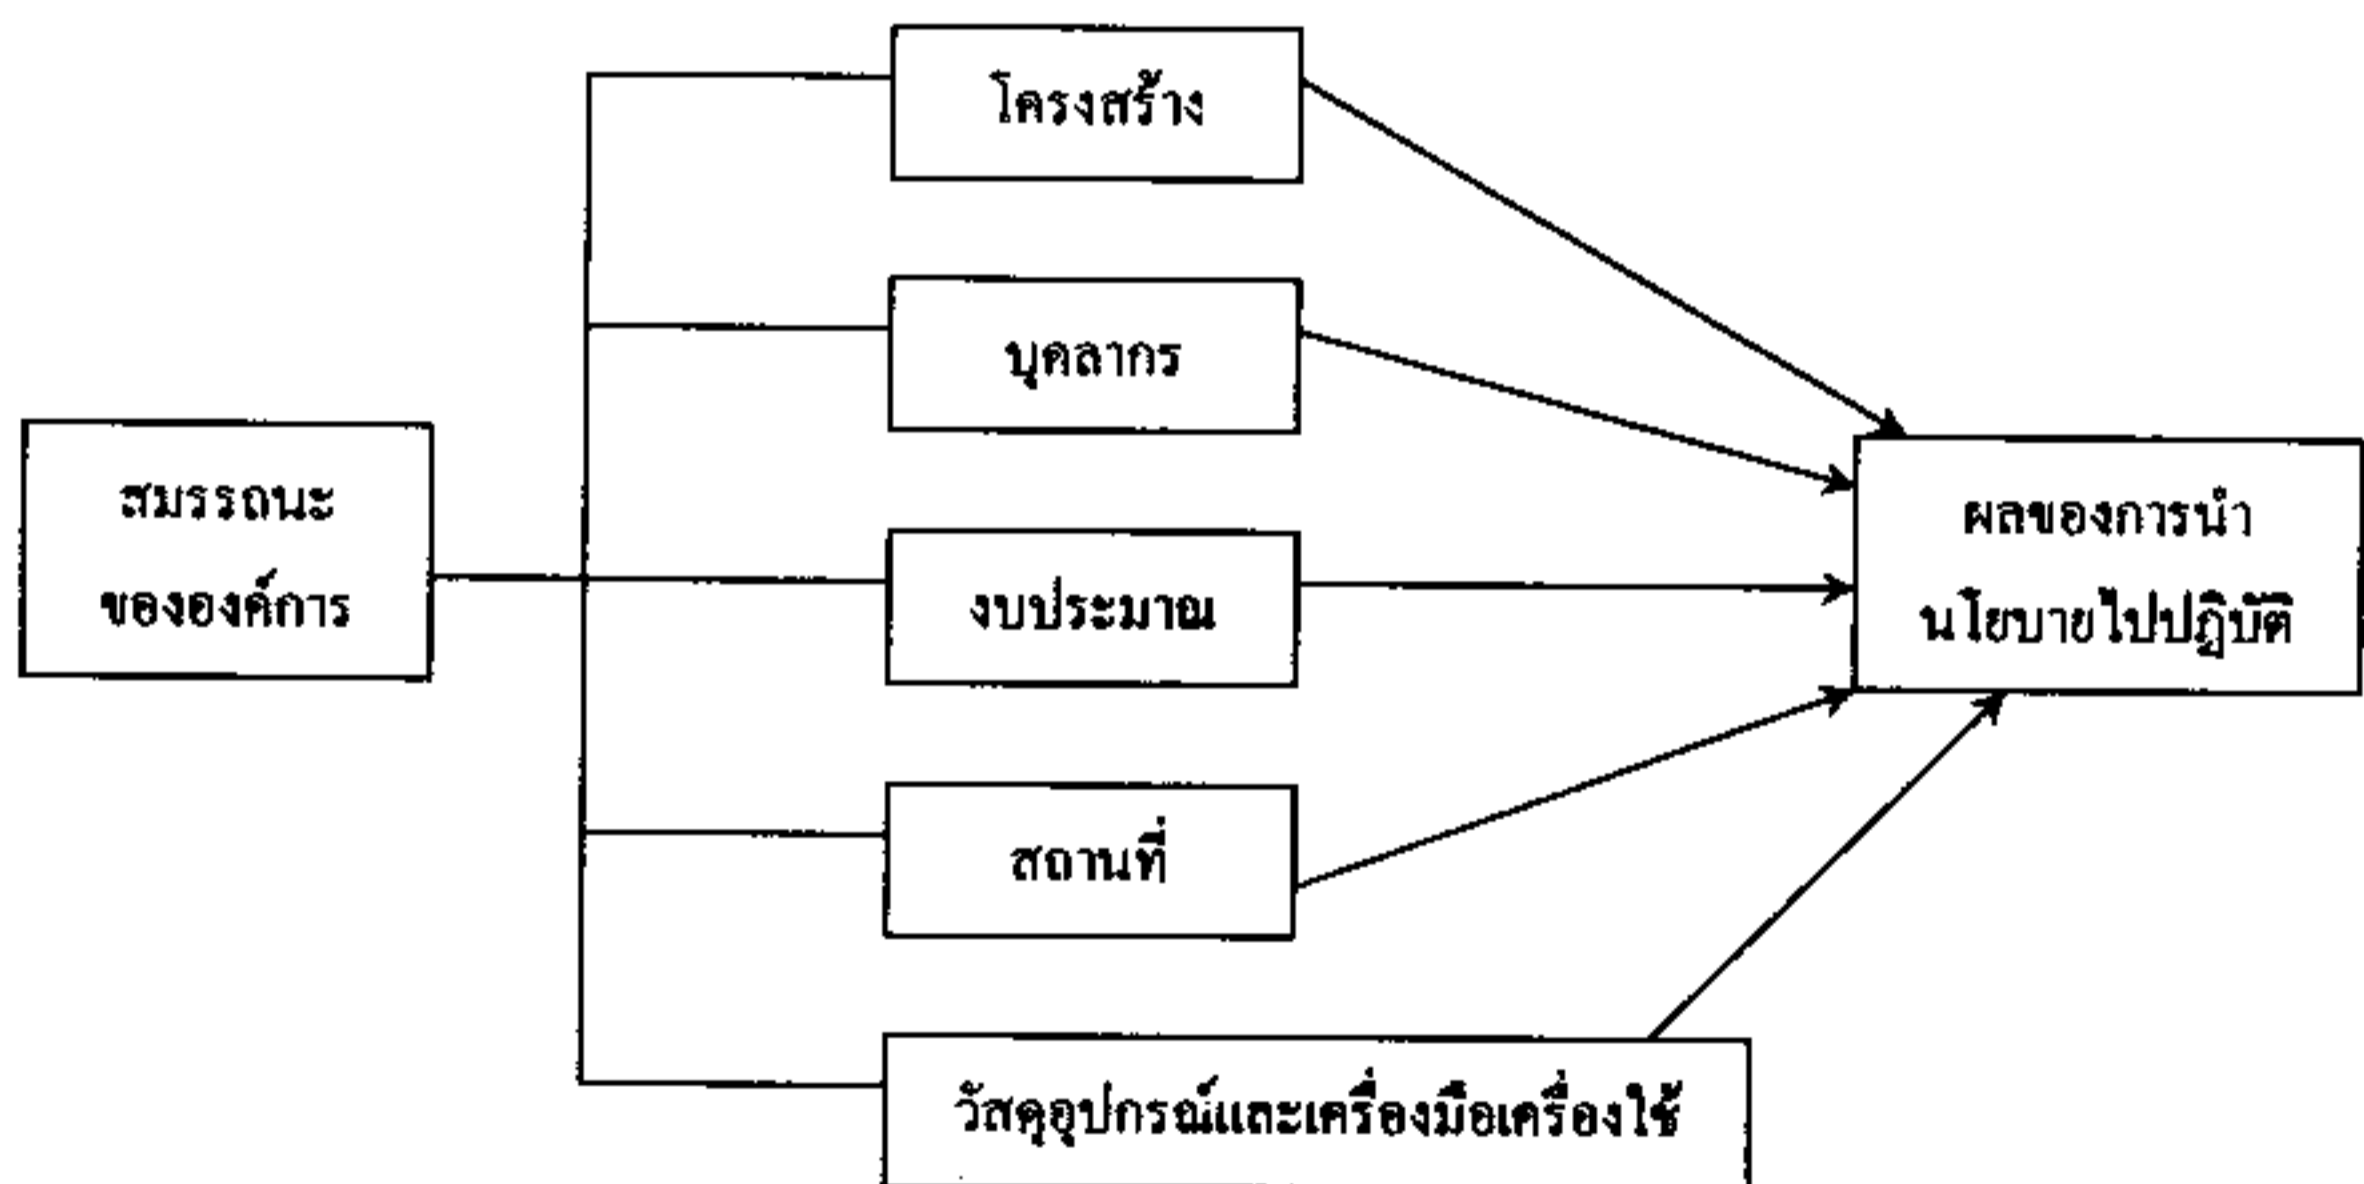 โครงสร้าง
บุคลากร
สมรรถนะ
ขององค์การ
งบประมาณ
ผลของการนำ
นโยบายไปปฏิบัติ
สถานที่
วัสดุอุปกรณ์และเครื่องมือเครื่องใช้